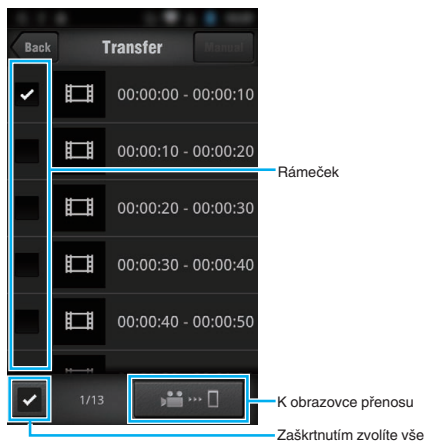 Back Transfer Manual
00:00:00 - 00:00:10
00:00:10 - 00:00:20
Rámeček
00:00:20 - 00:00:30
00:00:30 - 00:00:40
00:00:40 - 00:00:50
1/13
K obrazovce přenosu
Zaškrtnutím zvolíte vše